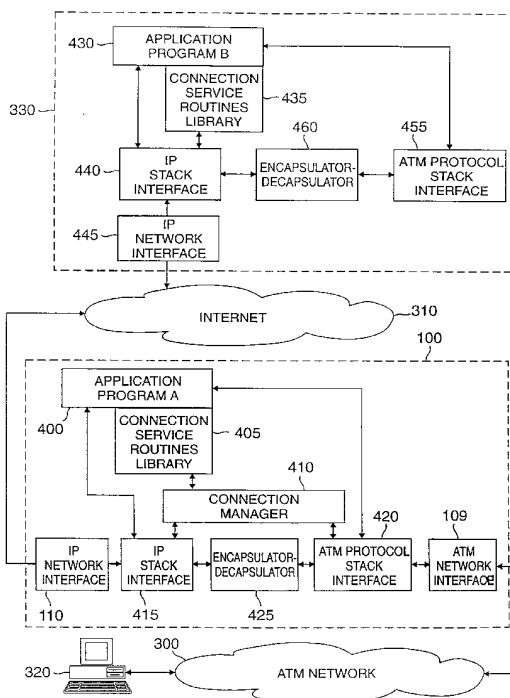 430
APPLICATION
PROGRAM B
330
CONNECTION
SERVICE
ROUTINES
LIBRARY
435
460
455
440
IP
STACK
INTERFACE
ENCAPSULATOR-
DECAPSULATOR
ATM PROTOCOL
STACK
INTERFACE
445
IP
NETWORK
INTERFACE
INTERNET
310
100
APPLICATION
PROGRAM A
400
CONNECTION
SERVICE
ROUTINES
LIBRARY
405
410
CONNECTION
MANAGER
420
109
IP
NETWORK
INTERFACE
IP
STACK
INTERFACE
ENCAPSULATOR-
DECAPSULATOR
ATM PROTOCOL
STACK
INTERFACE
ATM
NETWORK
INTERFACE
110
415
425
300
320
ATM NETWORK